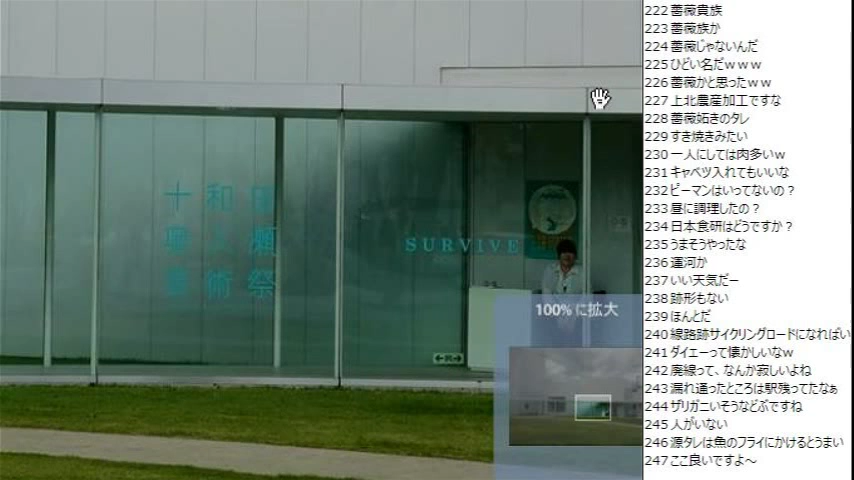 十和田
奥入瀬
芸術祭
SURVIVE
100% に拡大
222 薔薇貴族
223 薔薇族か
224 薔薇じゃないんだ
225 ひどい名だｗｗｗ
226 薔薇かと思ったｗｗ
227 上北農産加工ですな
228 薔薇妬きのタレ
229 すき焼きみたい
230 一人にしては肉多いｗ
231 キャベツ入れてもいいな
232 ピーマンはいってないの？
233 昼に調理したの？
234 日本食研はどうですか？
235 うまそうやったな
236 運河か
237 いい天気だー
238 跡形もない
239 ほんとだ
240 線路跡サイクリングロードになればい
241 ダイエーって懐かしいなｗ
242 廃線って、なんか寂しいよね
243 漏れ通ったところは駅残ってたなぁ
244 ザリガニいそうなどぶですね
245 人がいない
246 源タレは魚のフライにかけるとうまい
247 ここ良いですよ～